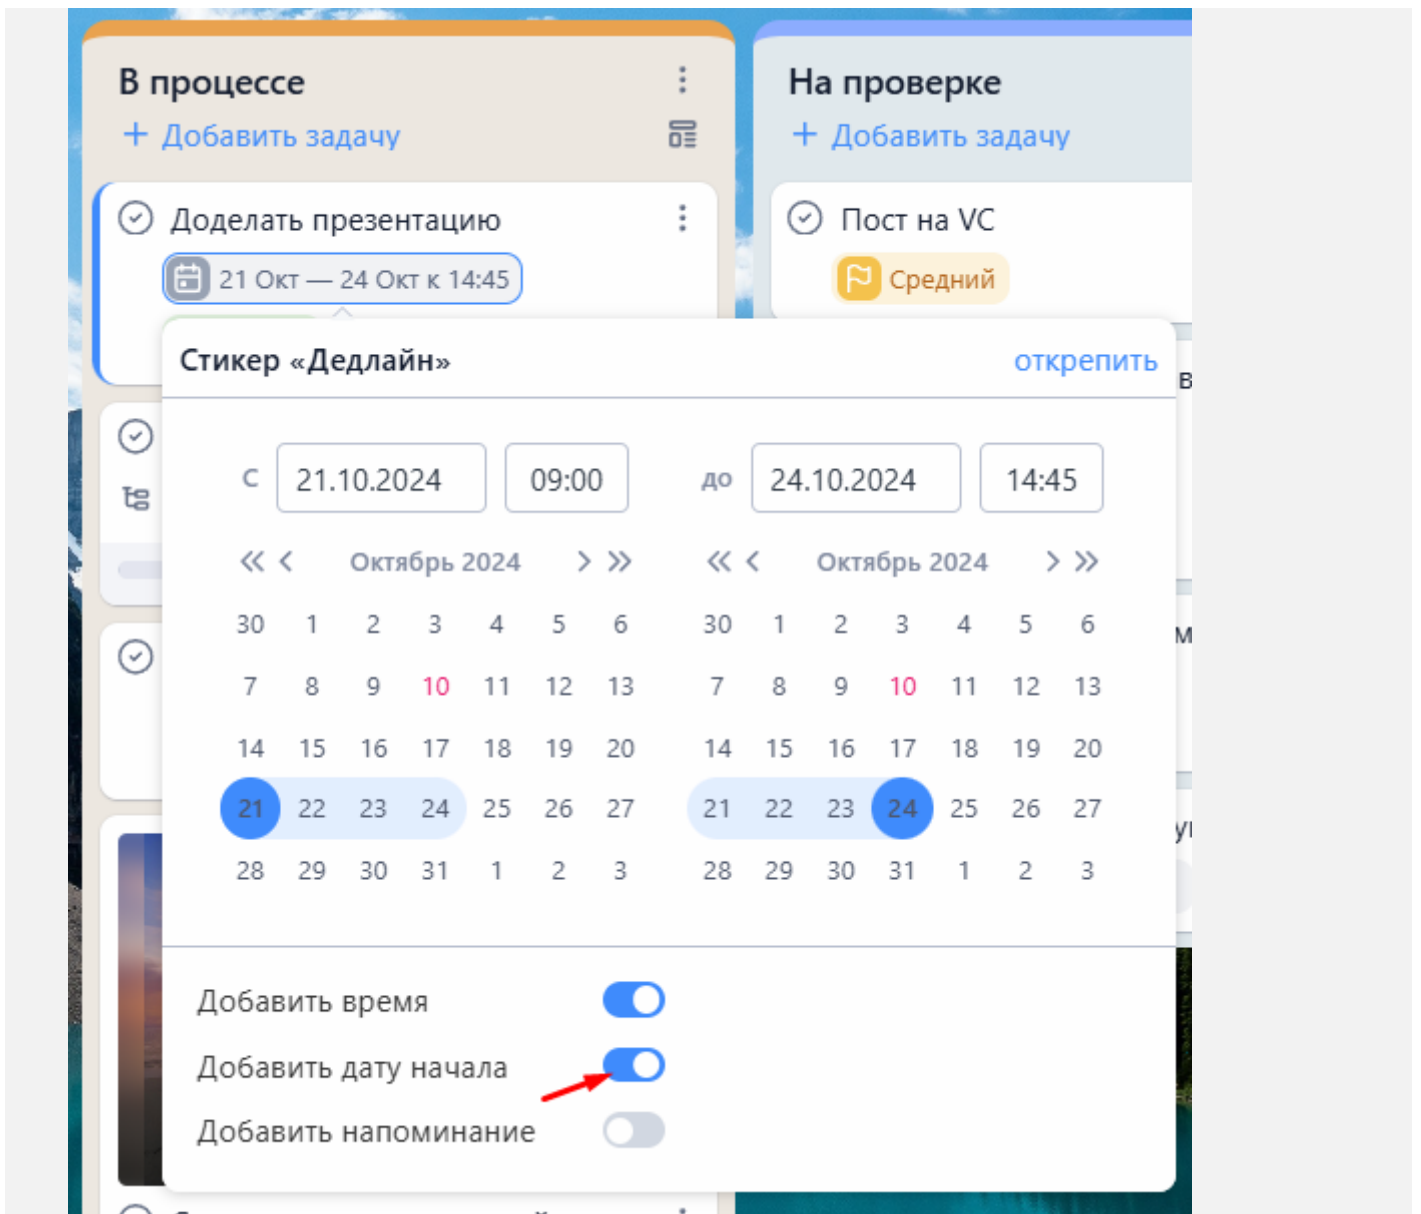 В процессе
+ Добавить задачу
Доделать презентацию
21 Окт — 24 Окт к 14:45
На проверке
+ Добавить задачу
Пост на VC
Средний
Стикер «Дедлайн»
открепить
с 21.10.2024 09:00 до 24.10.2024 14:45
« < Октябрь 2024 > »
30 1 2 3 4 5 6
7 8 9 10 11 12 13
14 15 16 17 18 19 20
21 22 23 24 25 26 27
28 29 30 31 1 2 3
« < Октябрь 2024 > »
30 1 2 3 4 5 6
7 8 9 10 11 12 13
14 15 16 17 18 19 20
21 22 23 24 25 26 27
28 29 30 31 1 2 3
Добавить время
Добавить дату начала
Добавить напоминание